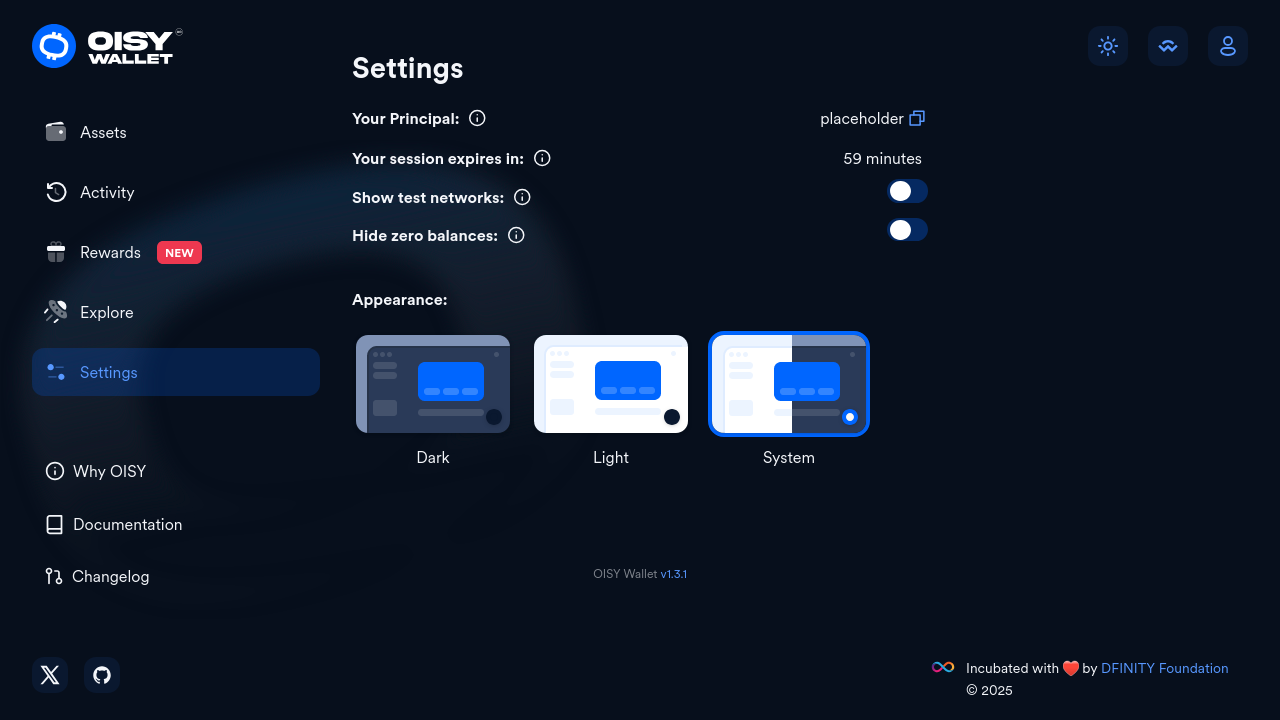 OISY
WALLET
Settings
Your Principal:
placeholder
Assets
Your session expires in:
59 minutes
Activity
Show test networks:
Hide zero balances:
Rewards NEW
Appearance:
Explore
Settings
Dark
Light
System
Why OISY
Documentation
Changelog
OISY Wallet v1.3.1
Incubated with ❤️ by DFINITY Foundation
© 2025